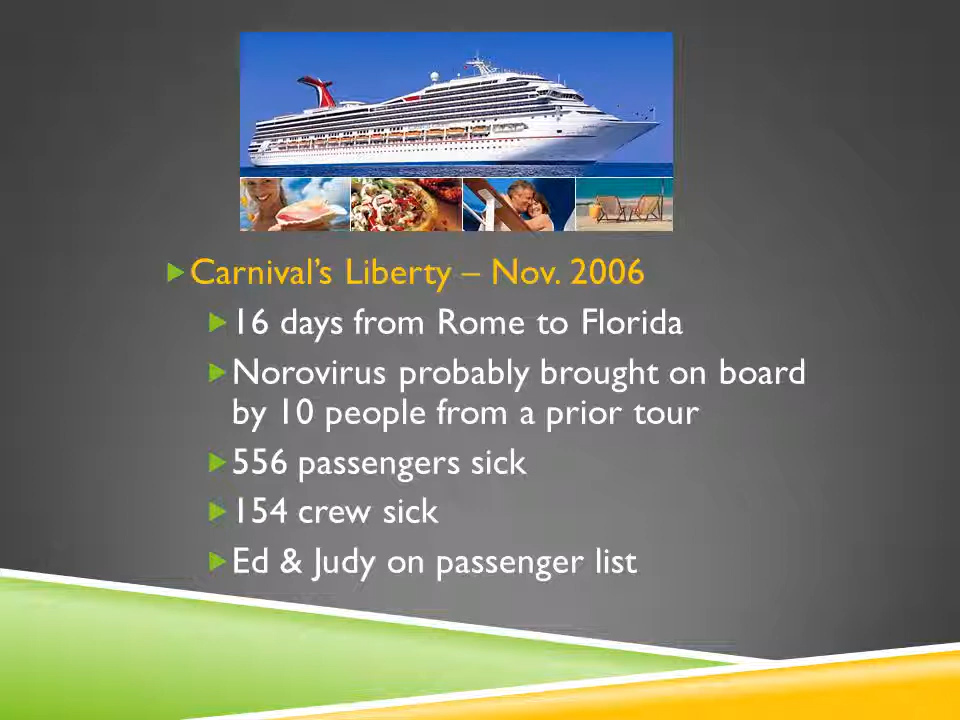 Carnival's Liberty – Nov. 2006
16 days from Rome to Florida
Norovirus probably brought on board
by 10 people from a prior tour
556 passengers sick
154 crew sick
Ed & Judy on passenger list